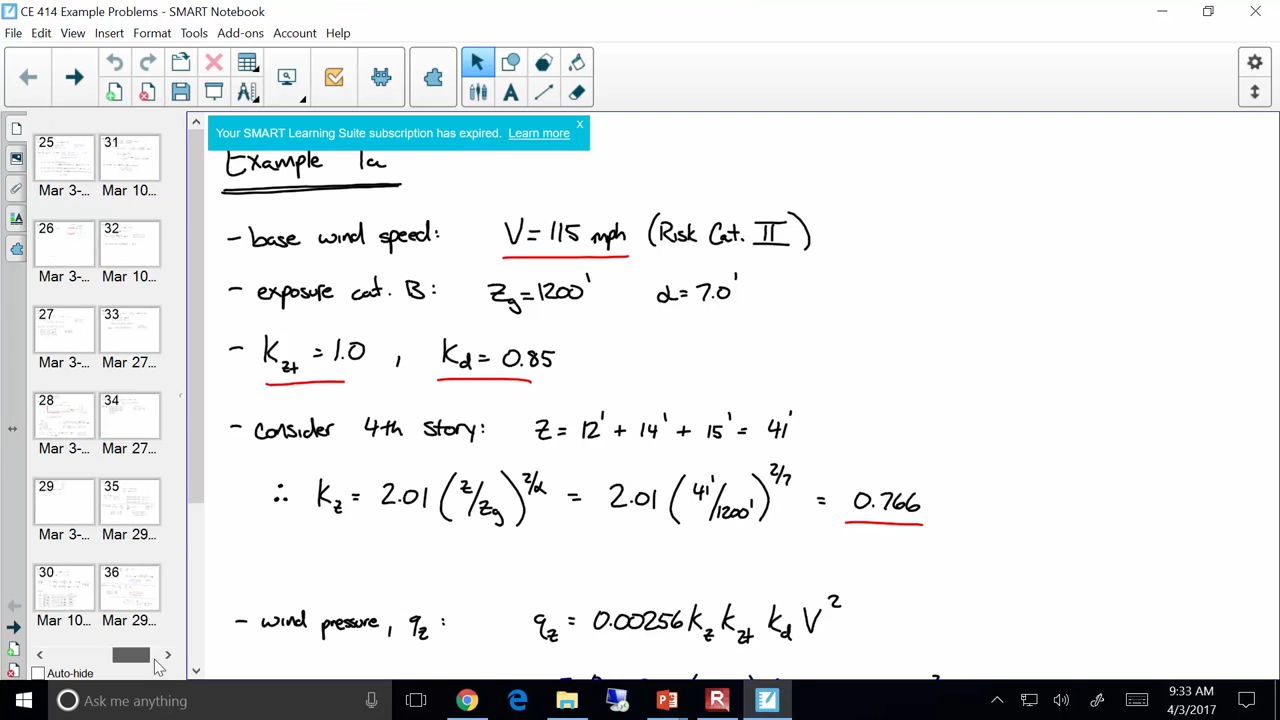 CE 414 Example Problems - SMART Notebook
File Edit View Insert Format Tools Add-ons Account Help
Your SMART Learning Suite subscription has expired. Learn more x
Example 1a
- base wind speed: V = 115 mph (Risk Cat. II)
- exposure cat. B: Zg = 1200' α = 7.0'
- Kzt = 1.0 , Kd = 0.85
- consider 4th story: Z = 12' + 14' + 15' = 41'
∴ Kz = 2.01 (z/zg)^2/α = 2.01 (41'/1200')^2/7 = 0.766
- wind pressure, qz: qz = 0.00256 Kz Kzt Kd V^2
25 31
Mar 3-... Mar 10...
26 32
Mar 3-... Mar 10...
27 33
Mar 3-... Mar 27...
28 34
Mar 3-... Mar 27...
29 35
Mar 3-... Mar 29...
30 36
Mar 10... Mar 29...
Auto-hide
Ask me anything
9:33 AM
4/3/2017